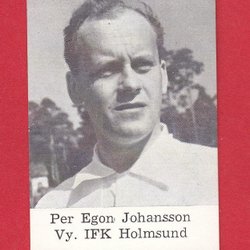 Per Egon Johansson
Vy. IFK Holmsund